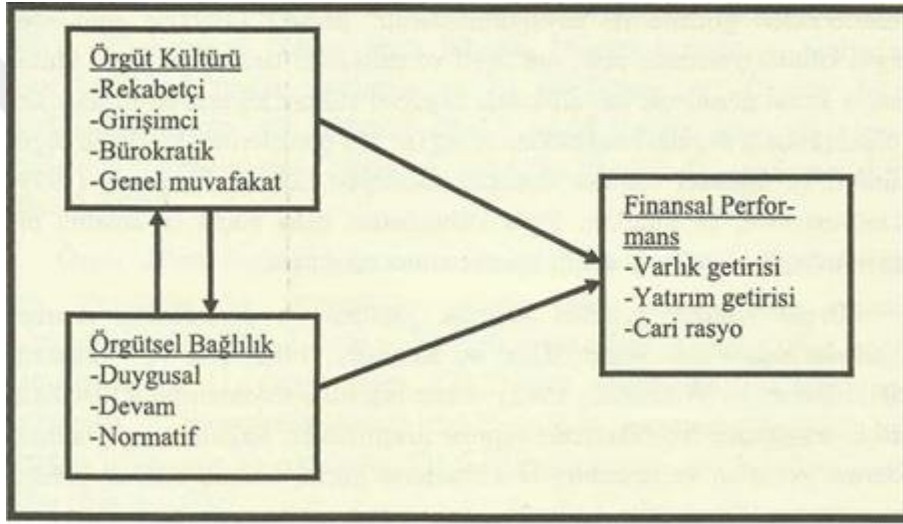 Örgüt Kültürü
-Rekabetçi
-Girişimci
-Bürokratik
-Genel muvafakat
Örgütsel Bağlılık
-Duygusal
-Devam
-Normatif
Finansal Perfor-
mans
-Varlık getirisi
-Yatırım getirisi
-Cari rasyo